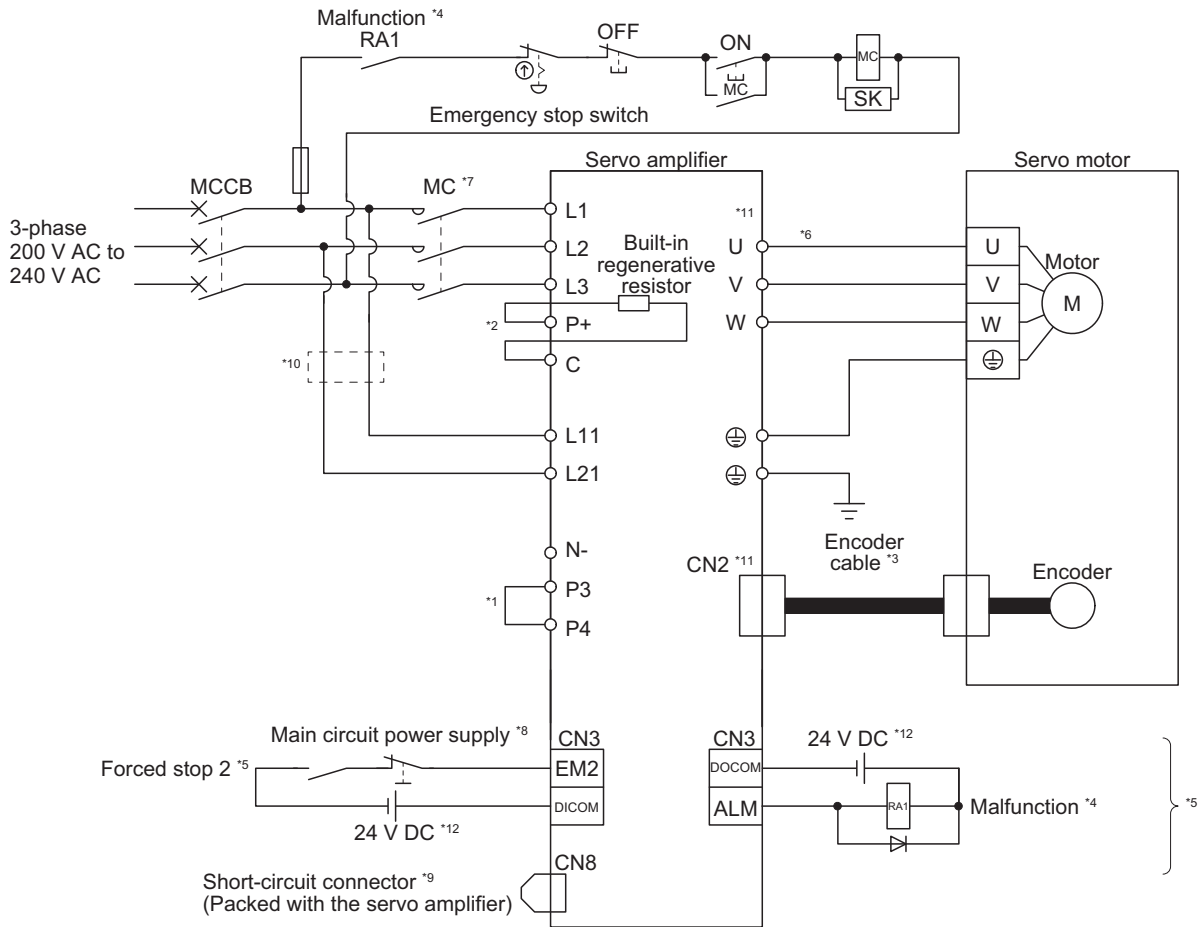 Malfunction *4
RA1
OFF
ON
MC
MC
SK
Emergency stop switch
Servo amplifier
Servo motor
MCCB
MC *7
3-phase
200 V AC to
240 V AC
L1
L2
L3
*11
U
V
W
*6
Built-in
regenerative
resistor
*2
P+
C
U
V
W
Motor
M
*10
L11
L21
N-
*1
P3
P4
Encoder
cable *3
CN2 *11
Encoder
Main circuit power supply *8
Forced stop 2 *5
24 V DC *12
CN3
EM2
DICOM
CN3
DOCOM
ALM
24 V DC *12
RA1
Malfunction *4
*5
CN8
Short-circuit connector *9
(Packed with the servo amplifier)